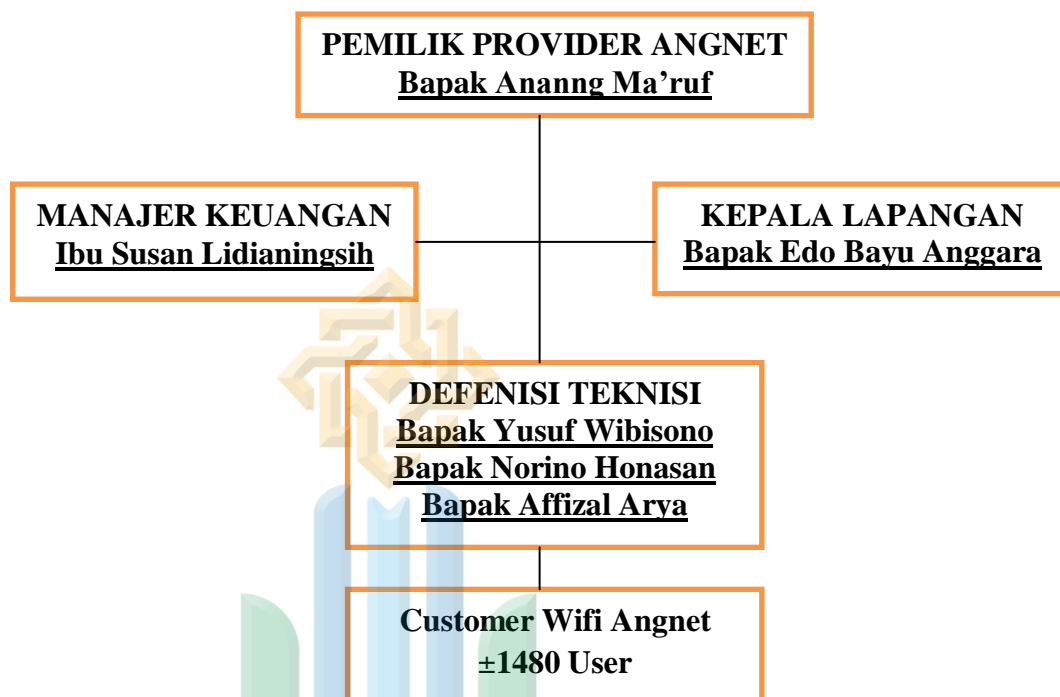 PEMILIK PROVIDER ANGNET
Bapak Ananng Ma’ruf
MANAJER KEUANGAN
Ibu Susan Lidianingsih
KEPALA LAPANGAN
Bapak Edo Bayu Anggara
DEFENISI TEKNISI
Bapak Yusuf Wibisono
Bapak Norino Honasan
Bapak Affizal Arya
Customer Wifi Angnet
±1480 User